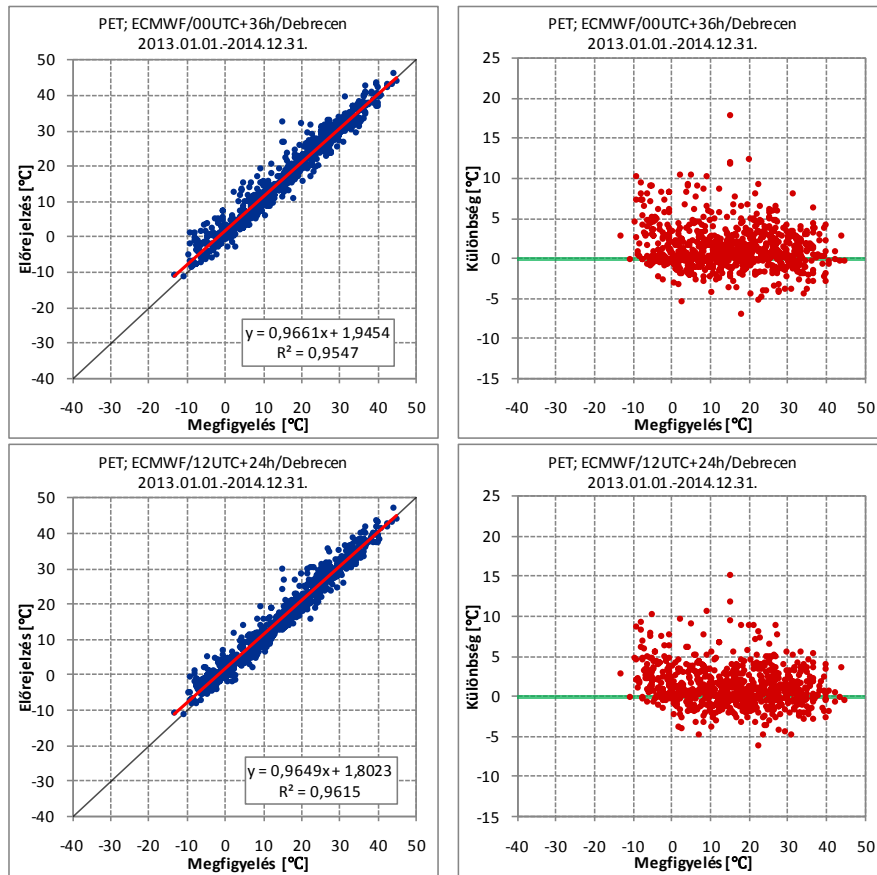 PET; ECMWF/00UTC+36h/Debrecen
2013.01.01.-2014.12.31.
50
40
30
20
10
0
-10
-20
-30
-40
Előrejelzés [°C]
y = 0,9661x + 1,9454
R² = 0,9547
-40 -30 -20 -10 0 10 20 30 40 50
Megfigyelés [°C]
PET; ECMWF/00UTC+36h/Debrecen
2013.01.01.-2014.12.31.
25
20
15
10
5
0
-5
-10
-15
Különbség [°C]
-40 -30 -20 -10 0 10 20 30 40 50
Megfigyelés [°C]
PET; ECMWF/12UTC+24h/Debrecen
2013.01.01.-2014.12.31.
50
40
30
20
10
0
-10
-20
-30
-40
Előrejelzés [°C]
y = 0,9649x + 1,8023
R² = 0,9615
-40 -30 -20 -10 0 10 20 30 40 50
Megfigyelés [°C]
PET; ECMWF/12UTC+24h/Debrecen
2013.01.01.-2014.12.31.
25
20
15
10
5
0
-5
-10
-15
Különbség [°C]
-40 -30 -20 -10 0 10 20 30 40 50
Megfigyelés [°C]